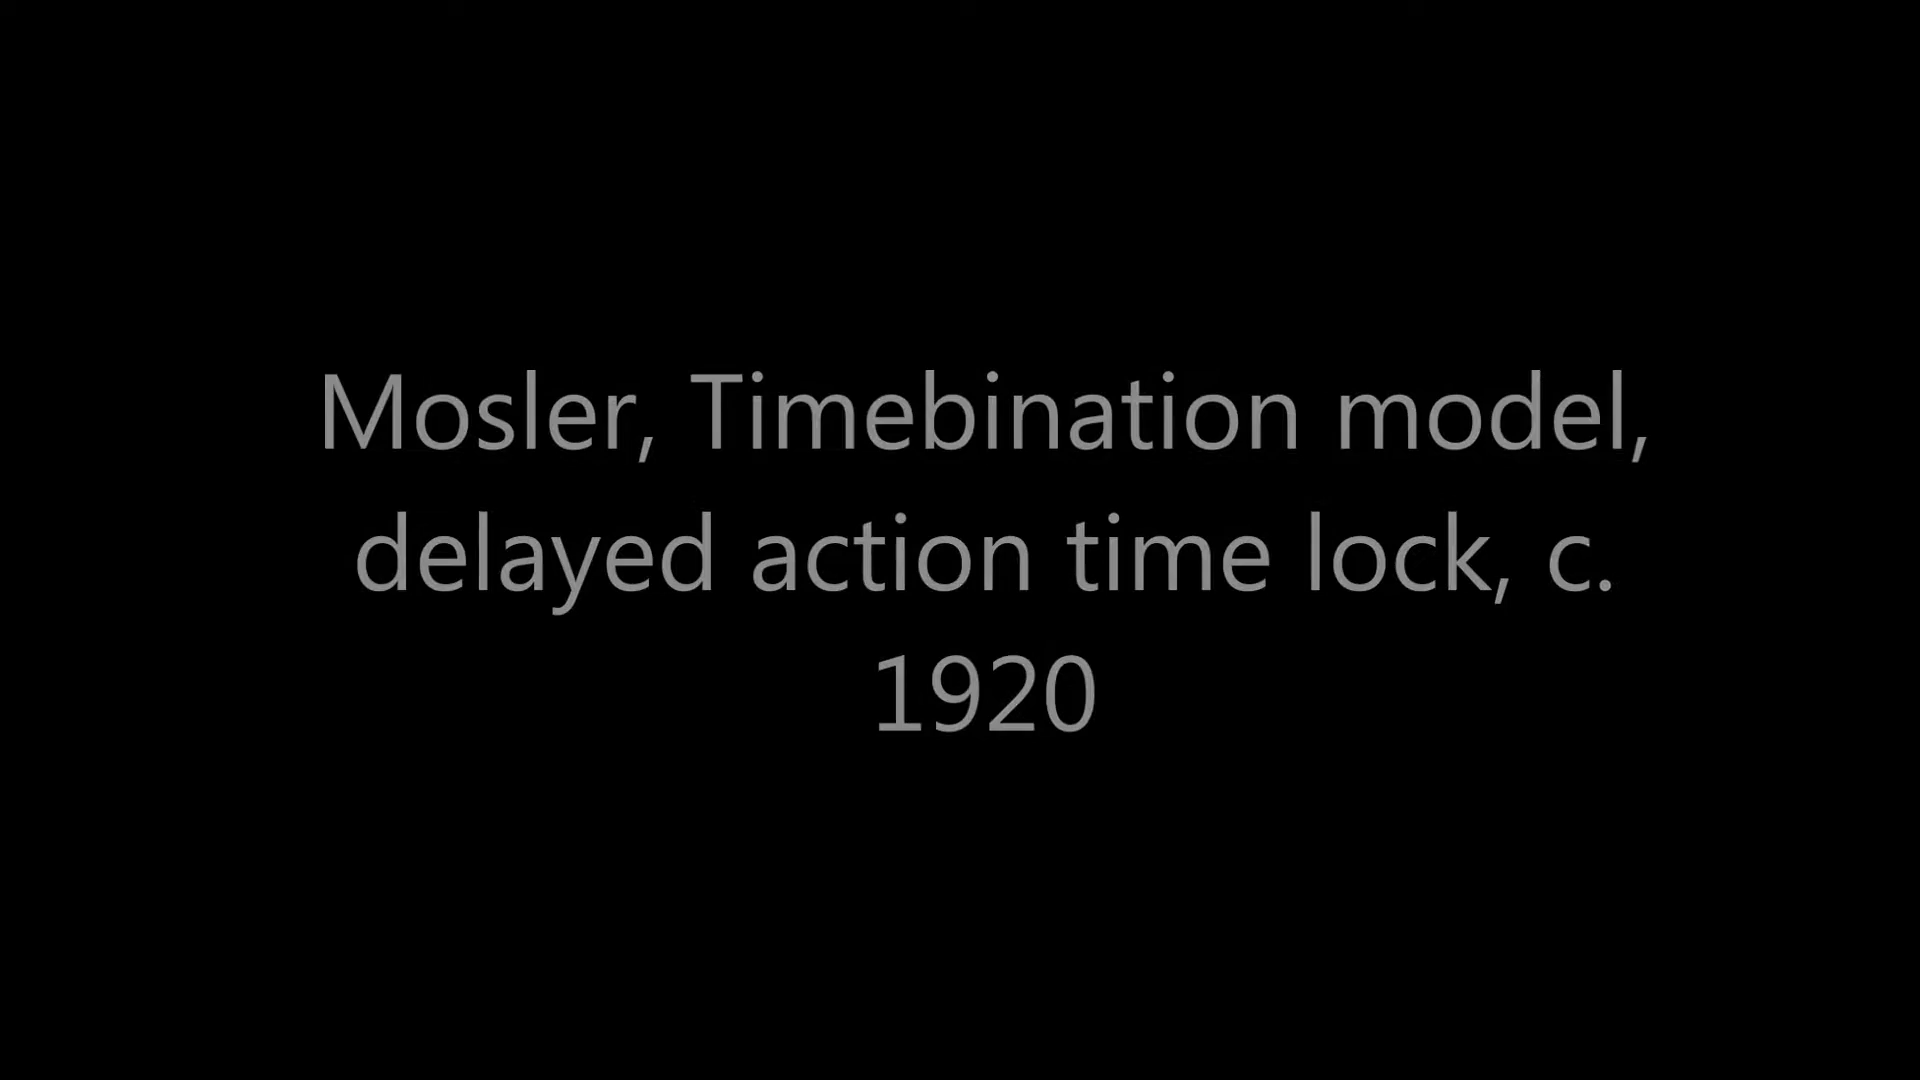 Mosler, Timebination model,
delayed action time lock, c.
1920